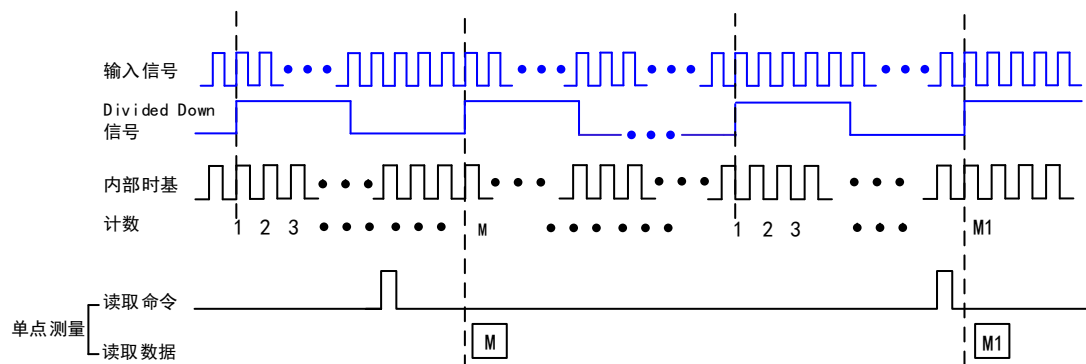 输入信号
Divided Down
信号
内部时基
计数
1 2 3 M 1 2 3 M1
读取命令
单点测量
M M1
读取数据